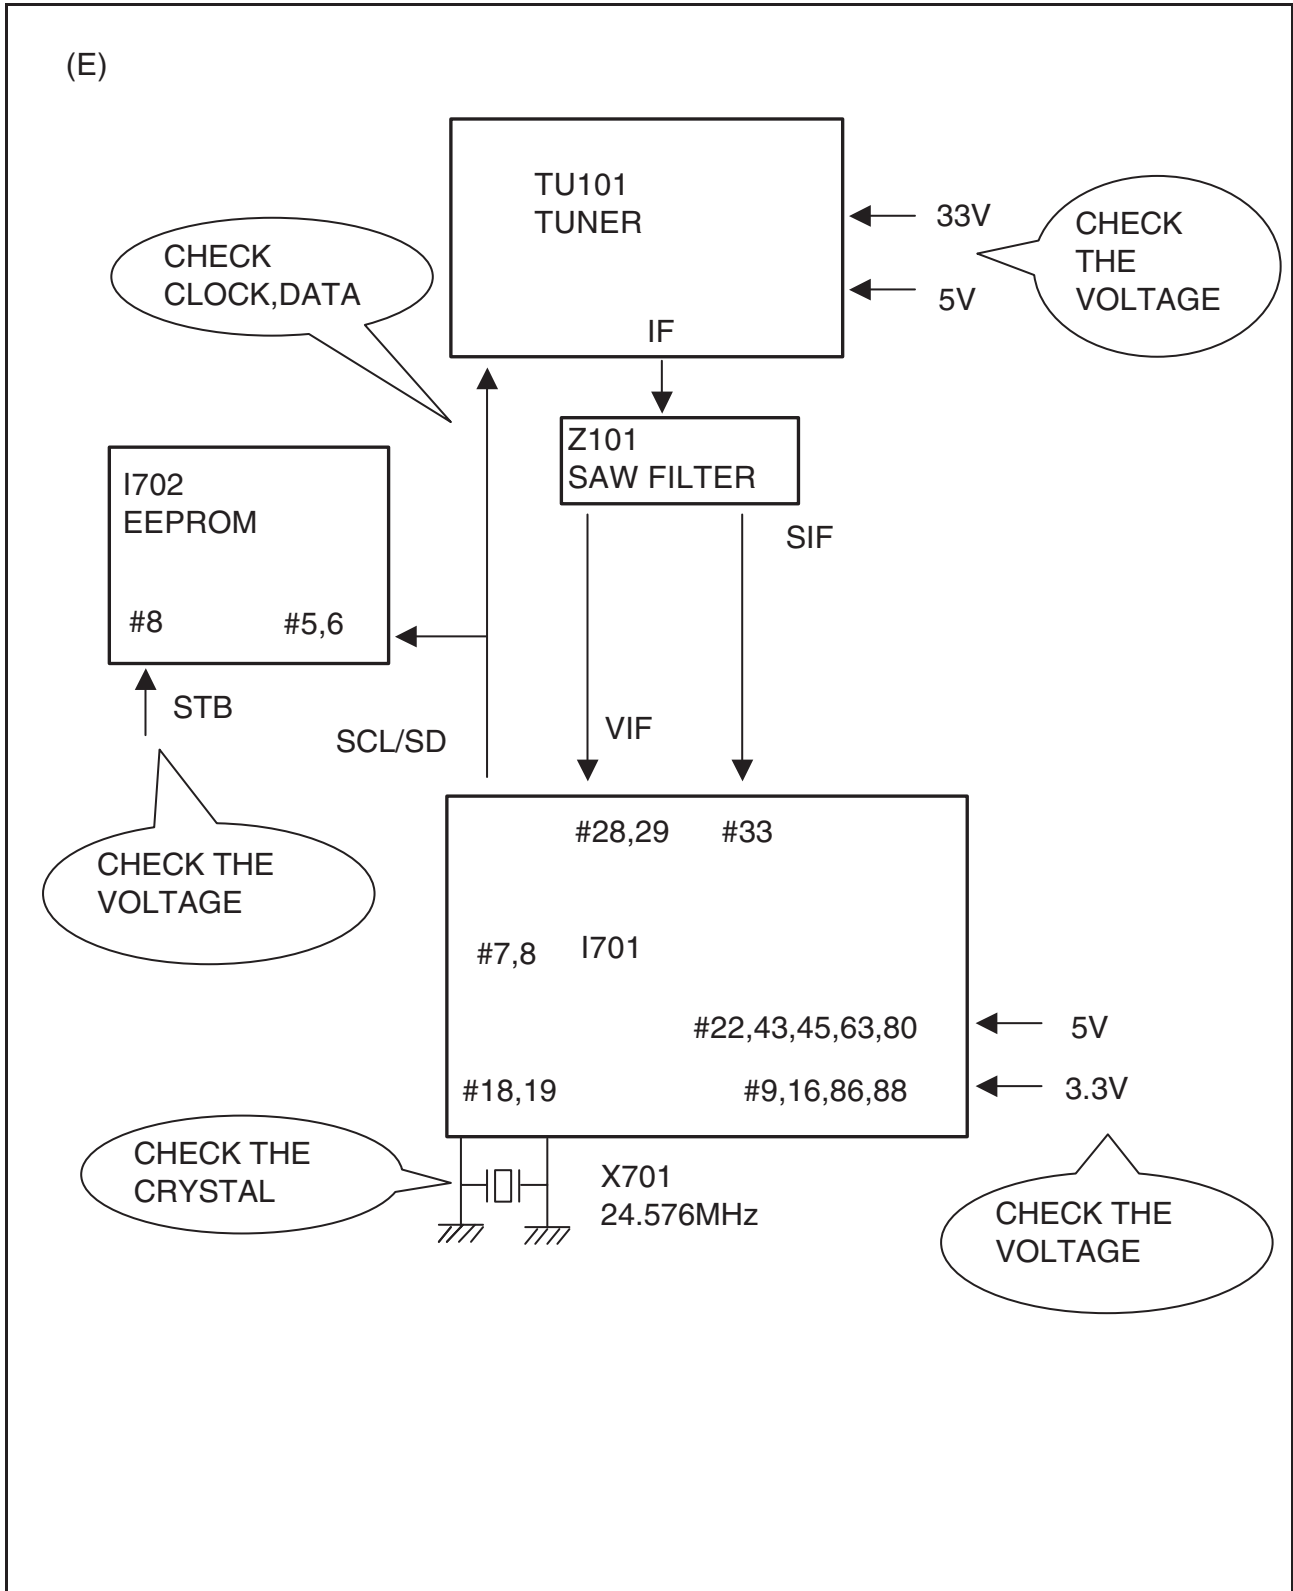 (E)
TU101
TUNER
33V
5V
IF
CHECK
THE
VOLTAGE
CHECK
CLOCK,DATA
Z101
SAW FILTER
I702
EEPROM
#8
#5,6
SIF
STB
SCL/SD
VIF
CHECK THE
VOLTAGE
#28,29
#33
#7,8
I701
#22,43,45,63,80
5V
#18,19
#9,16,86,88
3.3V
CHECK THE
CRYSTAL
X701
24.576MHz
CHECK THE
VOLTAGE